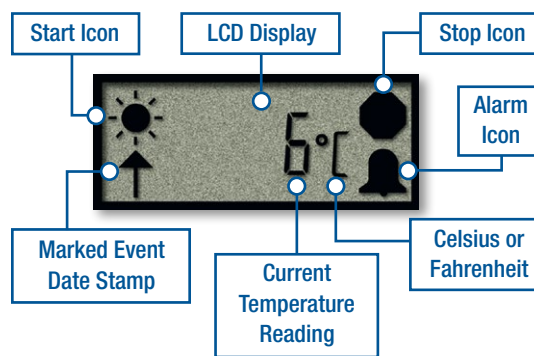 Start Icon
LCD Display
Stop Icon
Alarm
Icon
6°C
Marked Event
Date Stamp
Current
Temperature
Reading
Celsius or
Fahrenheit